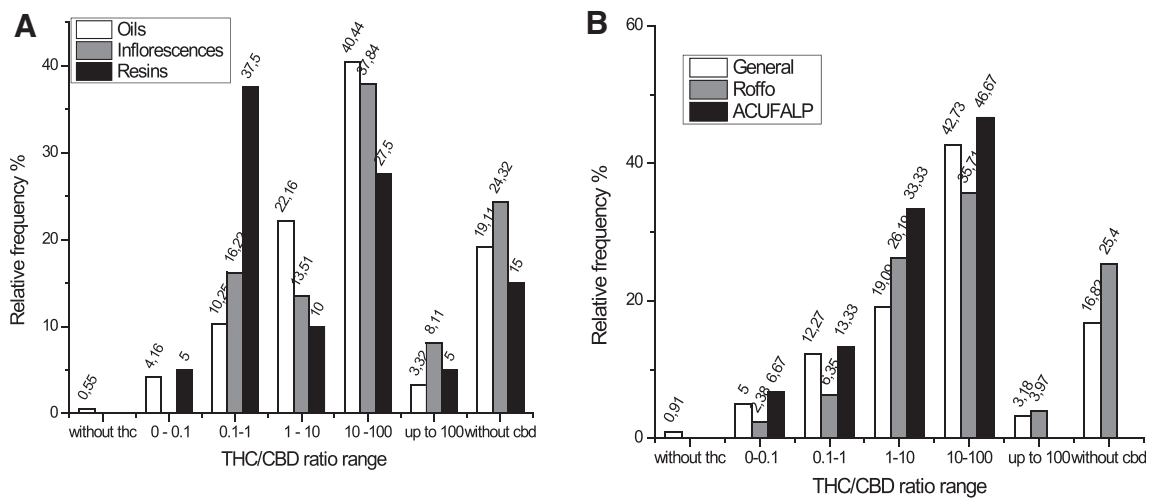 A
Oils
Inflorescences
Resins
Relative frequency %
40
30
20
10
0
0,55
4,16
5
10,25
16,22
37,5
22,16
13,51
10
40,44
37,84
27,5
3,32
8,11
5
19,11
24,32
15
without thc
0 - 0.1
0.1-1
1 - 10
10 -100
up to 100
without cbd
THC/CBD ratio range
B
General
Roffo
ACUFALP
Relative frequency %
60
40
20
0
0,91
5
2,38
6,67
12,27
6,35
13,33
19,09
26,19
33,33
42,73
35,71
46,67
3,18
3,97
16,82
25,4
without thc
0-0.1
0.1-1
1-10
10-100
up to 100
without cbd
THC/CBD ratio range